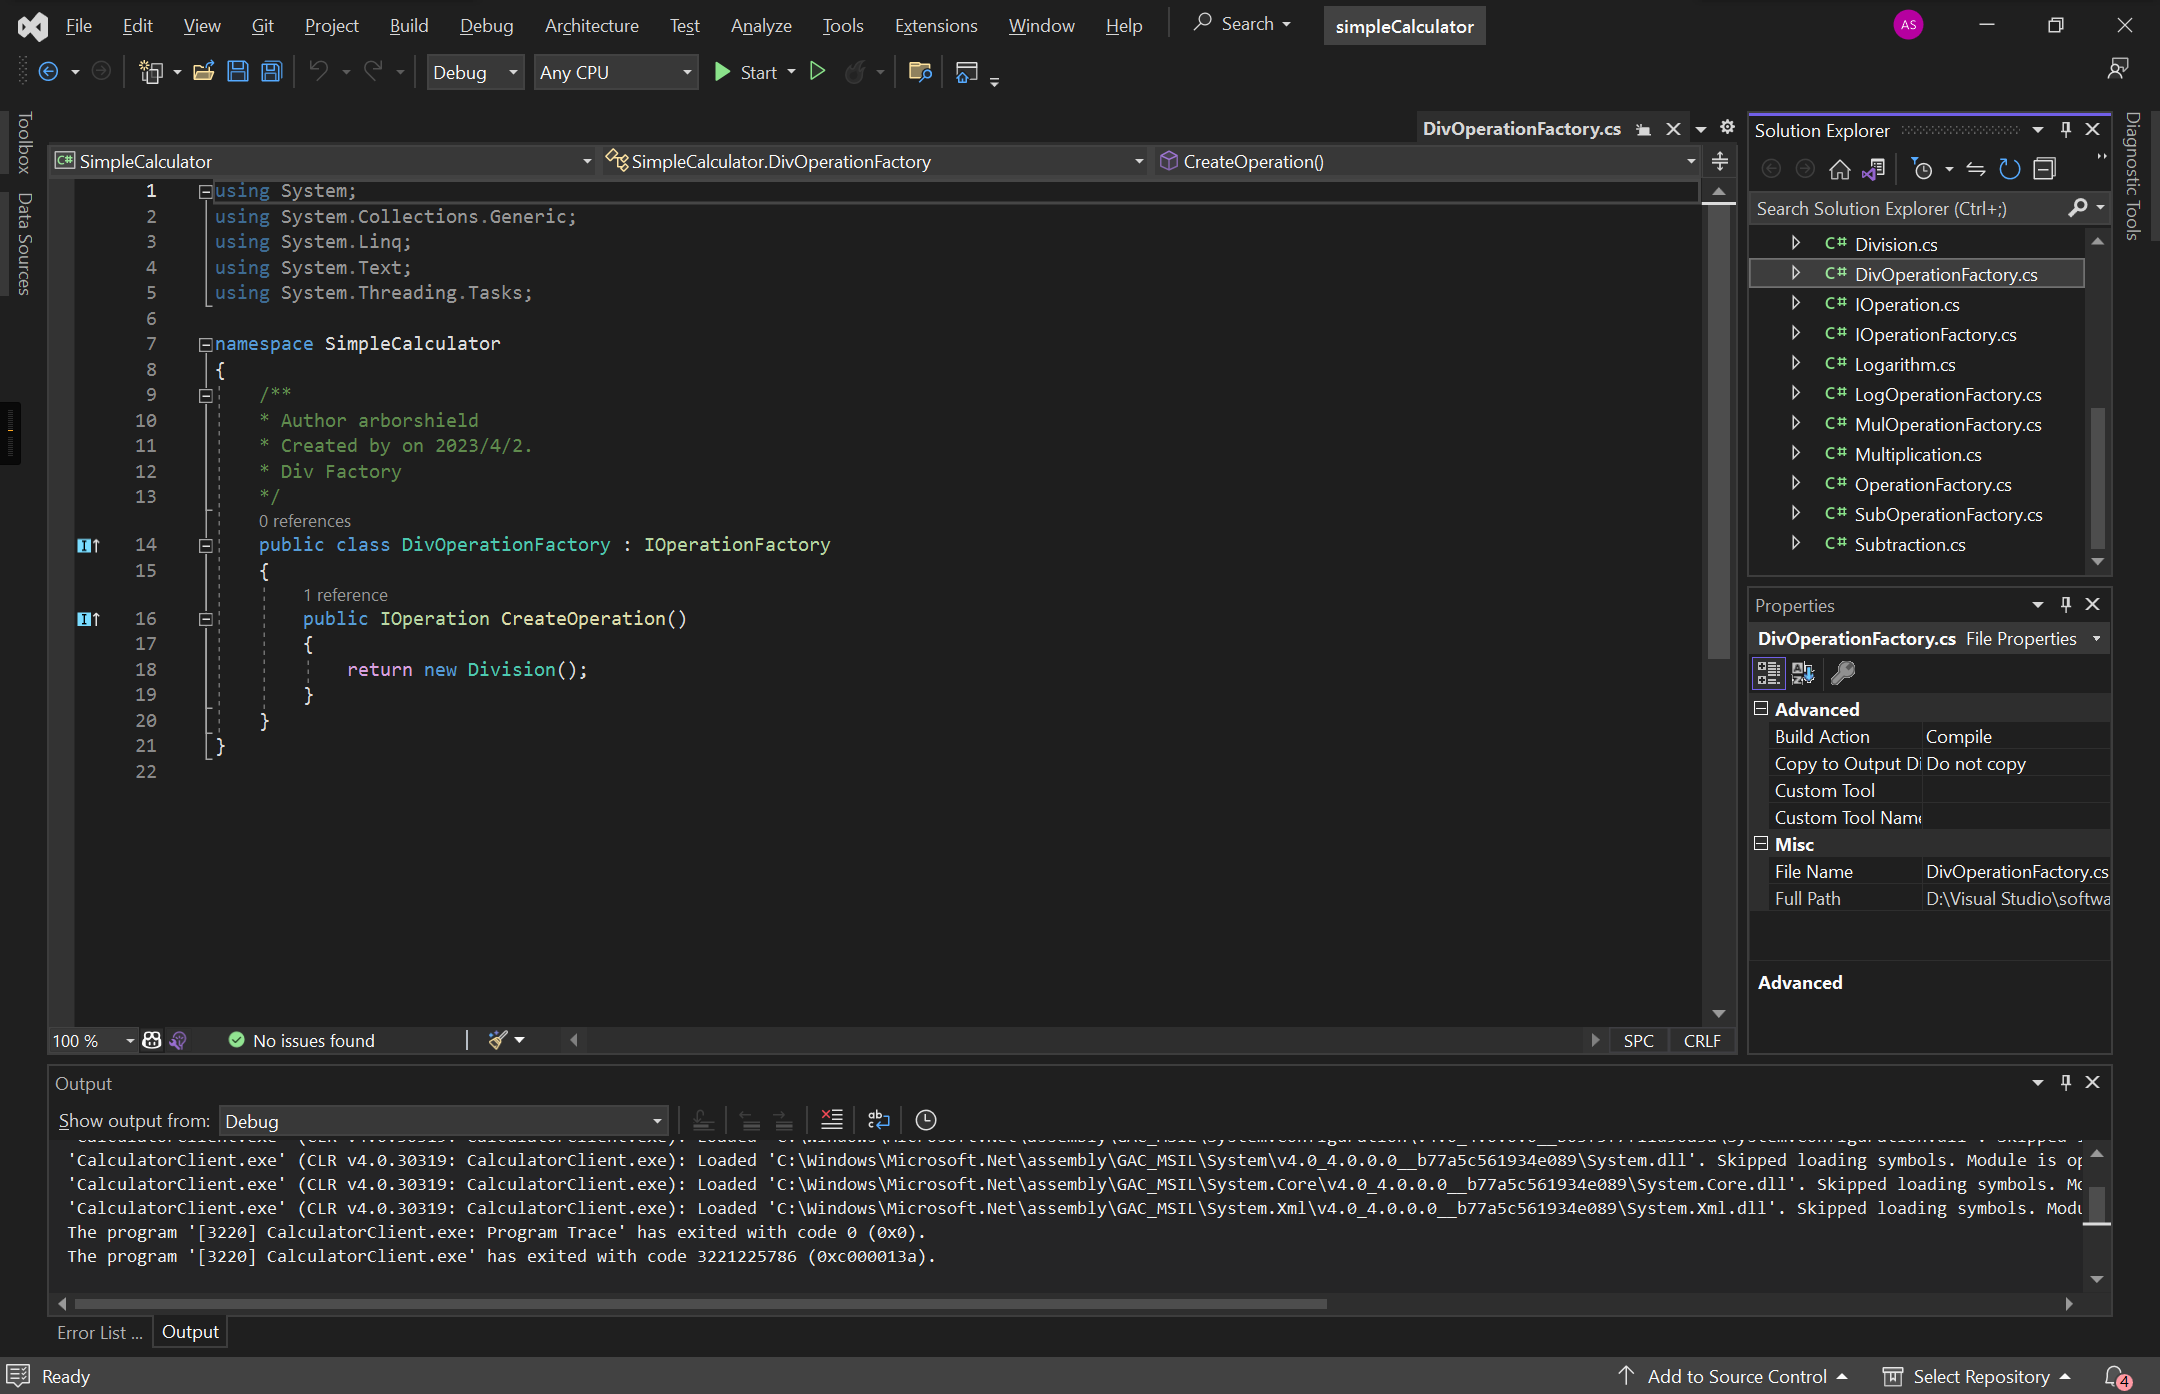 File Edit View Git Project Build Debug Architecture Test Analyze Tools Extensions Window Help Search simpleCalculator AS
Debug Any CPU Start
Toolbox
Data Sources
DivOperationFactory.cs
C# SimpleCalculator SimpleCalculator.DivOperationFactory CreateOperation()
1 using System;
2 using System.Collections.Generic;
3 using System.Linq;
4 using System.Text;
5 using System.Threading.Tasks;
6
7 namespace SimpleCalculator
8 {
9 /**
10 * Author arborshield
11 * Created by on 2023/4/2.
12 * Div Factory
13 */
0 references
14 public class DivOperationFactory : IOperationFactory
15 {
1 reference
16 public IOperation CreateOperation()
17 {
18 return new Division();
19 }
20 }
21 }
22
100 % No issues found SPC CRLF
Solution Explorer
Search Solution Explorer (Ctrl+;)
C# Division.cs
C# DivOperationFactory.cs
C# IOperation.cs
C# IOperationFactory.cs
C# Logarithm.cs
C# LogOperationFactory.cs
C# MulOperationFactory.cs
C# Multiplication.cs
C# OperationFactory.cs
C# SubOperationFactory.cs
C# Subtraction.cs
Diagnostic Tools
Properties
DivOperationFactory.cs File Properties
Advanced
Build Action Compile
Copy to Output Di Do not copy
Custom Tool
Custom Tool Name
Misc
File Name DivOperationFactory.cs
Full Path D:\Visual Studio\softwa
Advanced
Output
Show output from: Debug
'CalculatorClient.exe' (CLR v4.0.30319: CalculatorClient.exe): Loaded 'C:\Windows\Microsoft.Net\assembly\GAC_MSIL\System\v4.0_4.0.0.0__b77a5c561934e089\System.dll'. Skipped loading symbols. Module is op
'CalculatorClient.exe' (CLR v4.0.30319: CalculatorClient.exe): Loaded 'C:\Windows\Microsoft.Net\assembly\GAC_MSIL\System.Core\v4.0_4.0.0.0__b77a5c561934e089\System.Core.dll'. Skipped loading symbols. Mo
'CalculatorClient.exe' (CLR v4.0.30319: CalculatorClient.exe): Loaded 'C:\Windows\Microsoft.Net\assembly\GAC_MSIL\System.Xml\v4.0_4.0.0.0__b77a5c561934e089\System.Xml.dll'. Skipped loading symbols. Modu
The program '[3220] CalculatorClient.exe: Program Trace' has exited with code 0 (0x0).
The program '[3220] CalculatorClient.exe' has exited with code 3221225786 (0xc000013a).
Error List ... Output
Ready Add to Source Control Select Repository 4